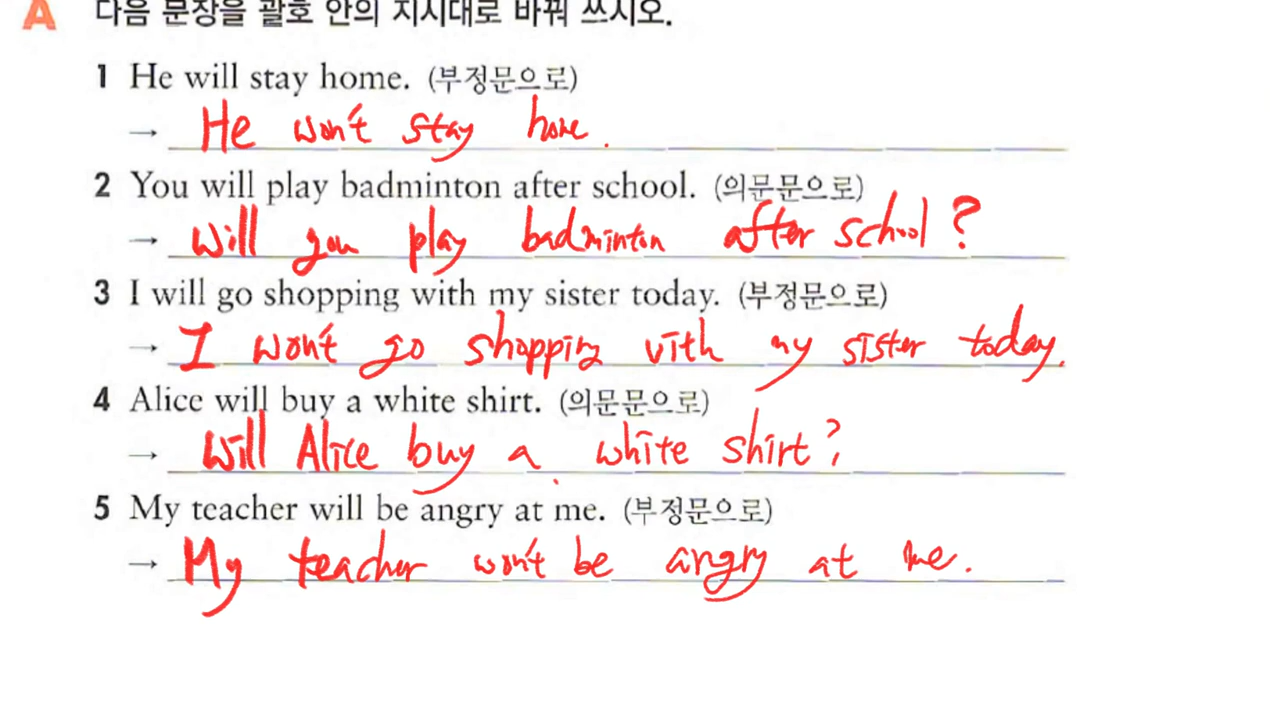 A 다음 문장을 괄호 안의 지시대로 바꿔 쓰시오.
1 He will stay home. (부정문으로)
→ He won't stay home.
2 You will play badminton after school. (의문문으로)
→ Will you play badminton after school?
3 I will go shopping with my sister today. (부정문으로)
→ I won't go shopping with my sister today.
4 Alice will buy a white shirt. (의문문으로)
→ Will Alice buy a white shirt?
5 My teacher will be angry at me. (부정문으로)
→ My teacher won't be angry at me.